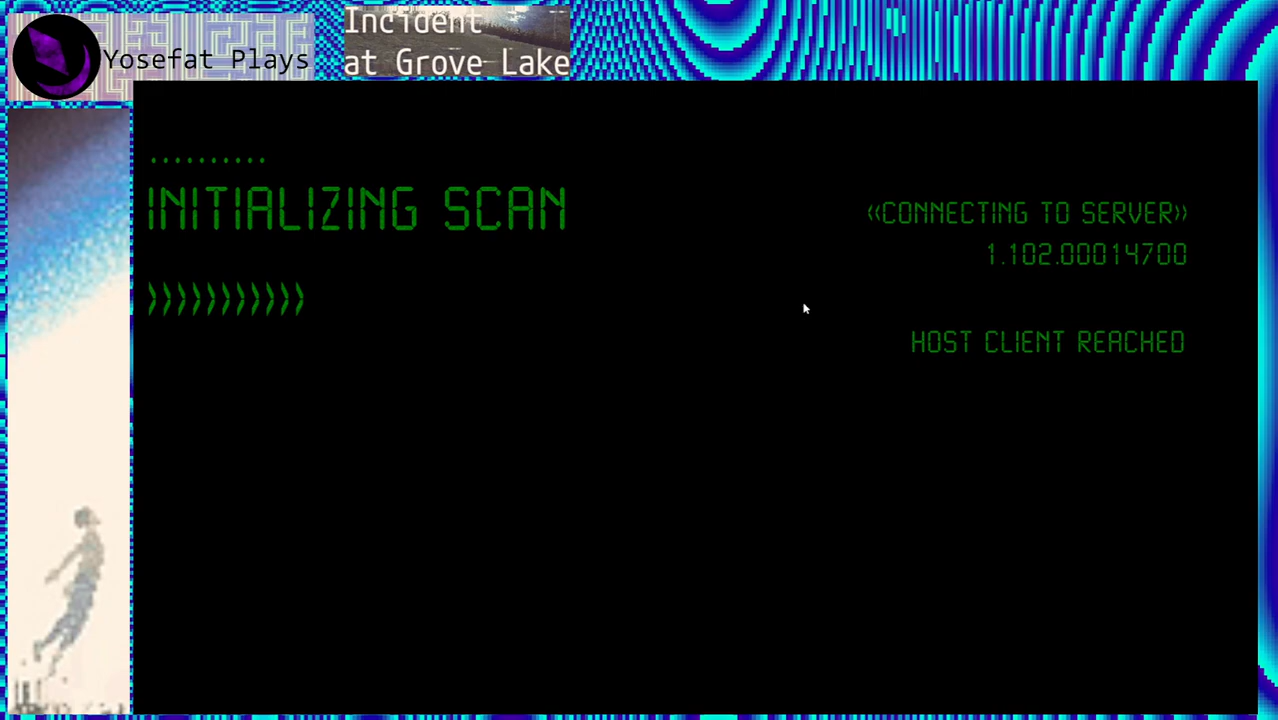 Yosefat Plays
Incident
at Grove Lake
..........
INITIALIZING SCAN
⟩⟩⟩⟩⟩⟩⟩⟩⟩⟩⟩
‹‹CONNECTING TO SERVER››
1.102.00014700
HOST CLIENT REACHED